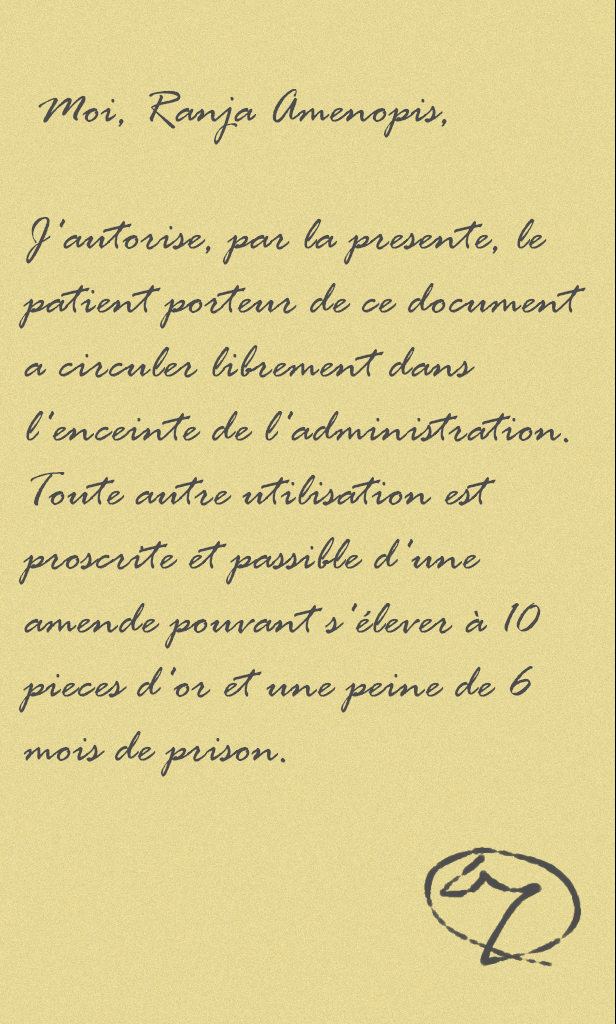 Moi, Ranja Amenopis,
J'autorise, par la presente, le
patient porteur de ce document
a circuler librement dans
l'enceinte de l'administration.
Toute autre utilisation est
proscrite et passible d'une
amende pouvant s'élever à 10
pieces d'or et une peine de 6
mois de prison.